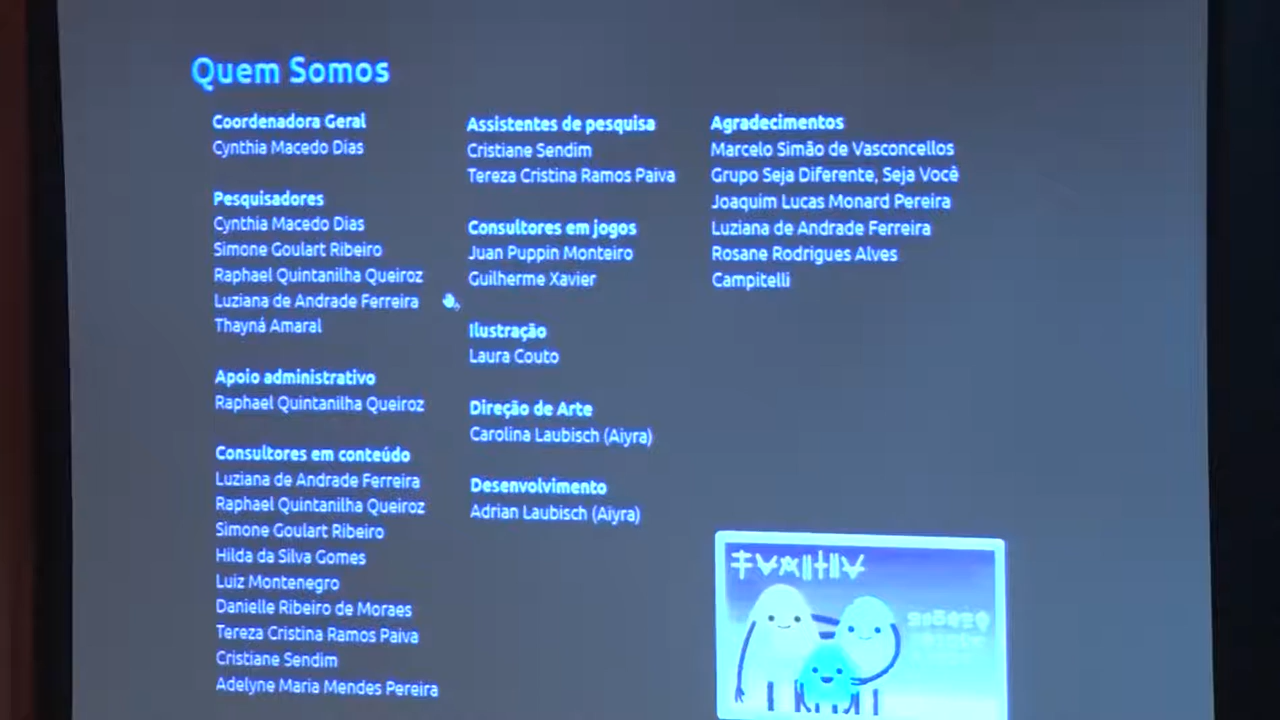 Quem Somos
Coordenadora Geral
Cynthia Macedo Dias
Pesquisadores
Cynthia Macedo Dias
Simone Goulart Ribeiro
Raphael Quintanilha Queiroz
Luziana de Andrade Ferreira
Thayná Amaral
Apoio administrativo
Raphael Quintanilha Queiroz
Consultores em conteúdo
Luziana de Andrade Ferreira
Raphael Quintanilha Queiroz
Simone Goulart Ribeiro
Hilda da Silva Gomes
Luiz Montenegro
Danielle Ribeiro de Moraes
Tereza Cristina Ramos Paiva
Cristiane Sendim
Adelyne Maria Mendes Pereira
Assistentes de pesquisa
Cristiane Sendim
Tereza Cristina Ramos Paiva
Consultores em jogos
Juan Puppin Monteiro
Guilherme Xavier
Ilustração
Laura Couto
Direção de Arte
Carolina Laubisch (Aiyra)
Desenvolvimento
Adrian Laubisch (Aiyra)
Agradecimentos
Marcelo Simão de Vasconcellos
Grupo Seja Diferente, Seja Você
Joaquim Lucas Monard Pereira
Luziana de Andrade Ferreira
Rosane Rodrigues Alves
Campitelli